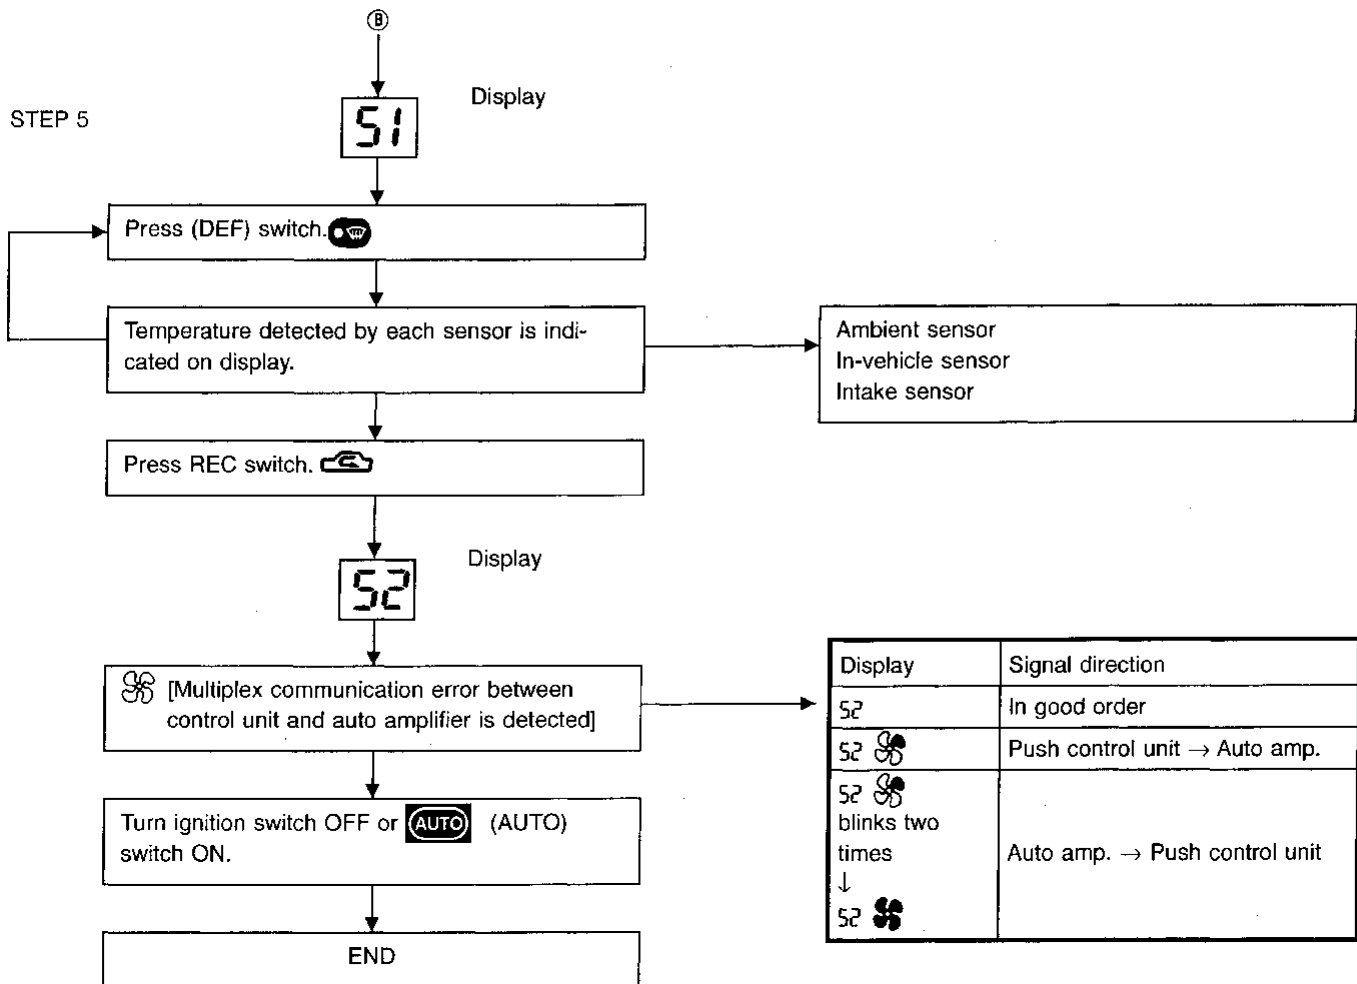 B
Display
STEP 5
51
Press (DEF) switch.
Temperature detected by each sensor is indi-
cated on display.
Ambient sensor
In-vehicle sensor
Intake sensor
Press REC switch.
Display
52
[Multiplex communication error between
control unit and auto amplifier is detected]
Display Signal direction
52 In good order
52 Push control unit → Auto amp.
52
blinks two
times
↓
52
Auto amp. → Push control unit
Turn ignition switch OFF or AUTO (AUTO)
switch ON.
END